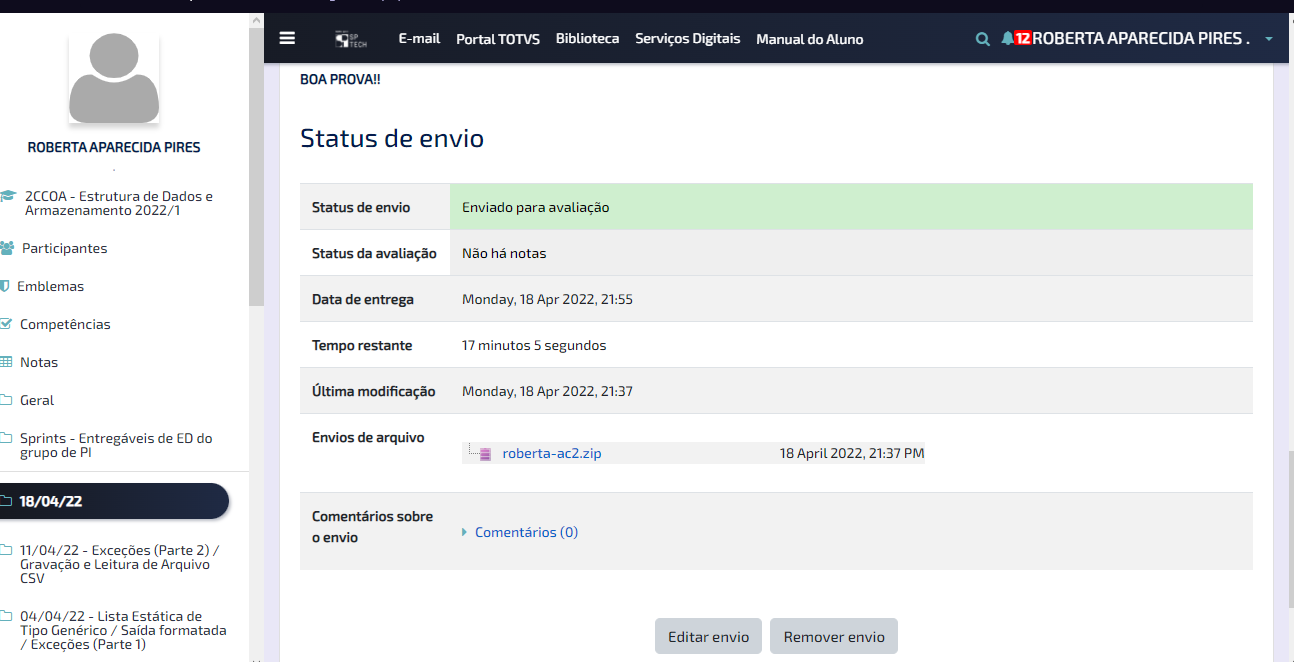 SP
TECH
E-mail
Portal TOTVS
Biblioteca
Serviços Digitais
Manual do Aluno
12
ROBERTA APARECIDA PIRES .
ROBERTA APARECIDA PIRES
.
2CCOA - Estrutura de Dados e
Armazenamento 2022/1
Participantes
Emblemas
Competências
Notas
Geral
Sprints - Entregáveis de ED do
grupo de PI
18/04/22
11/04/22 - Exceções (Parte 2) /
Gravação e Leitura de Arquivo
CSV
04/04/22 - Lista Estática de
Tipo Genérico / Saída formatada
/ Exceções (Parte 1)
BOA PROVA!!
Status de envio
Status de envio Enviado para avaliação
Status da avaliação Não há notas
Data de entrega Monday, 18 Apr 2022, 21:55
Tempo restante 17 minutos 5 segundos
Última modificação Monday, 18 Apr 2022, 21:37
Envios de arquivo
roberta-ac2.zip 18 April 2022, 21:37 PM
Comentários sobre
o envio
Comentários (0)
Editar envio
Remover envio